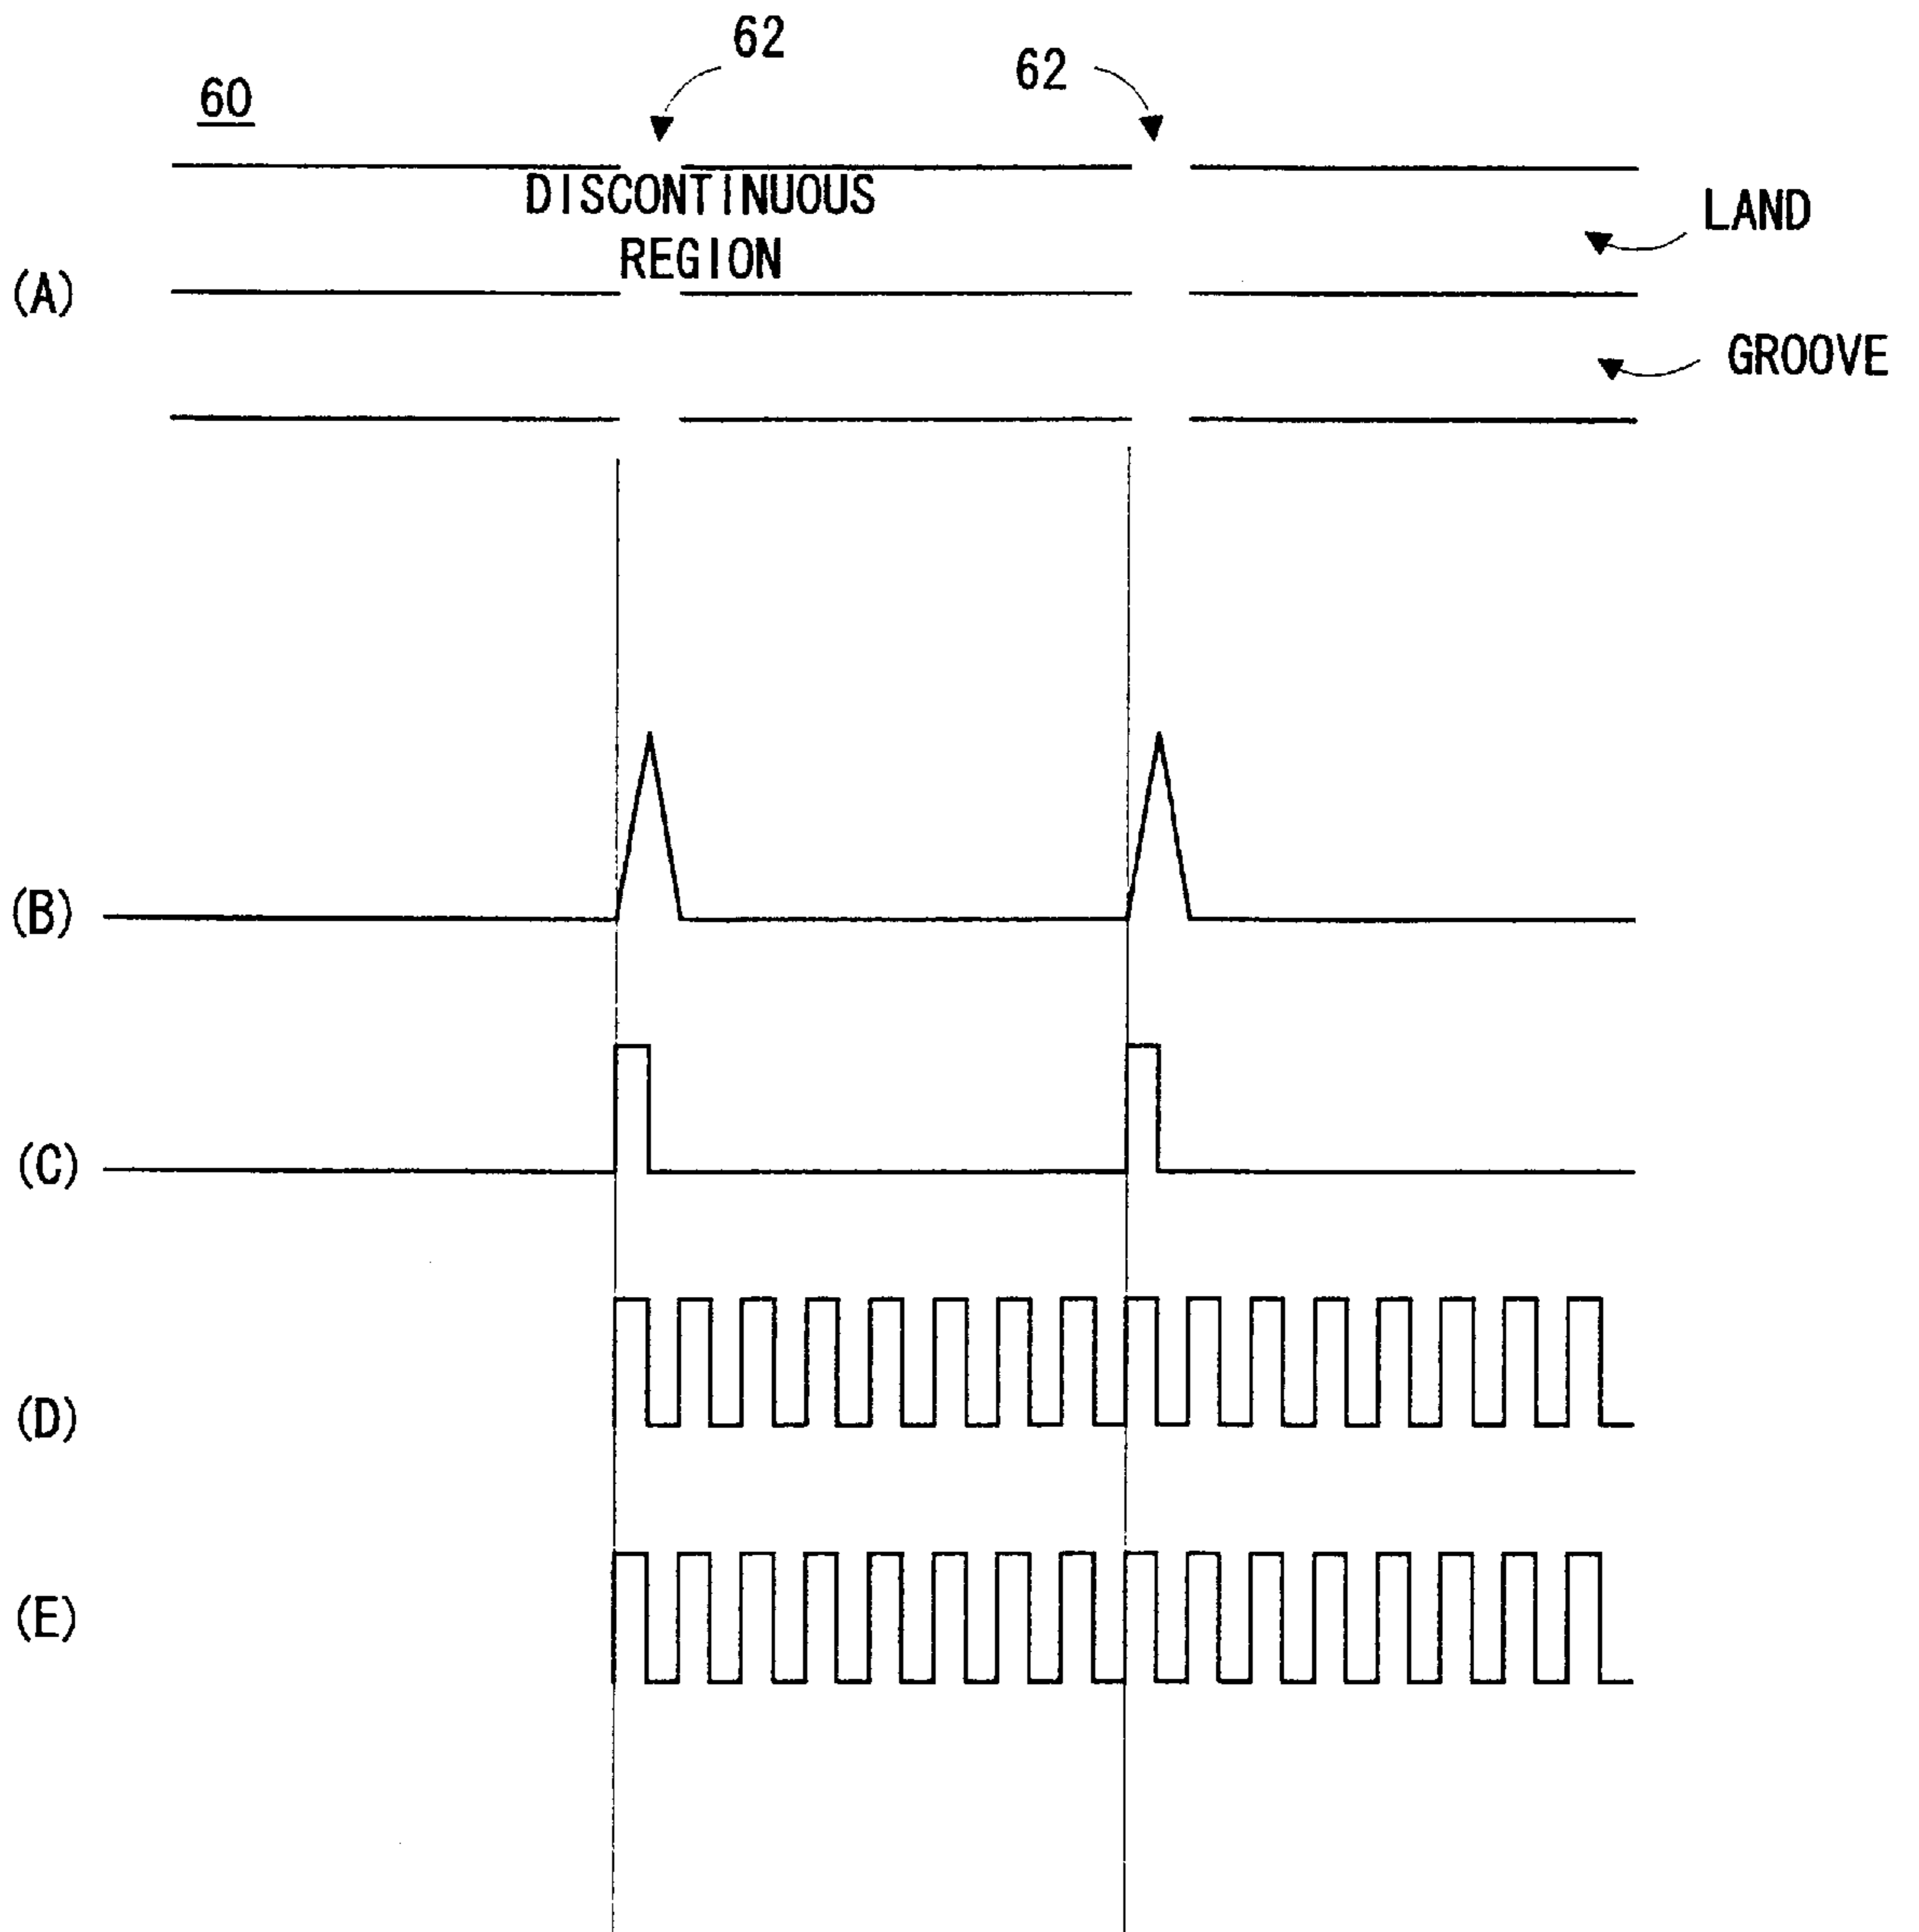 62
62
60
DISCONTINUOUS
REGION
LAND
(A)
GROOVE
(B)
(C)
(D)
(E)